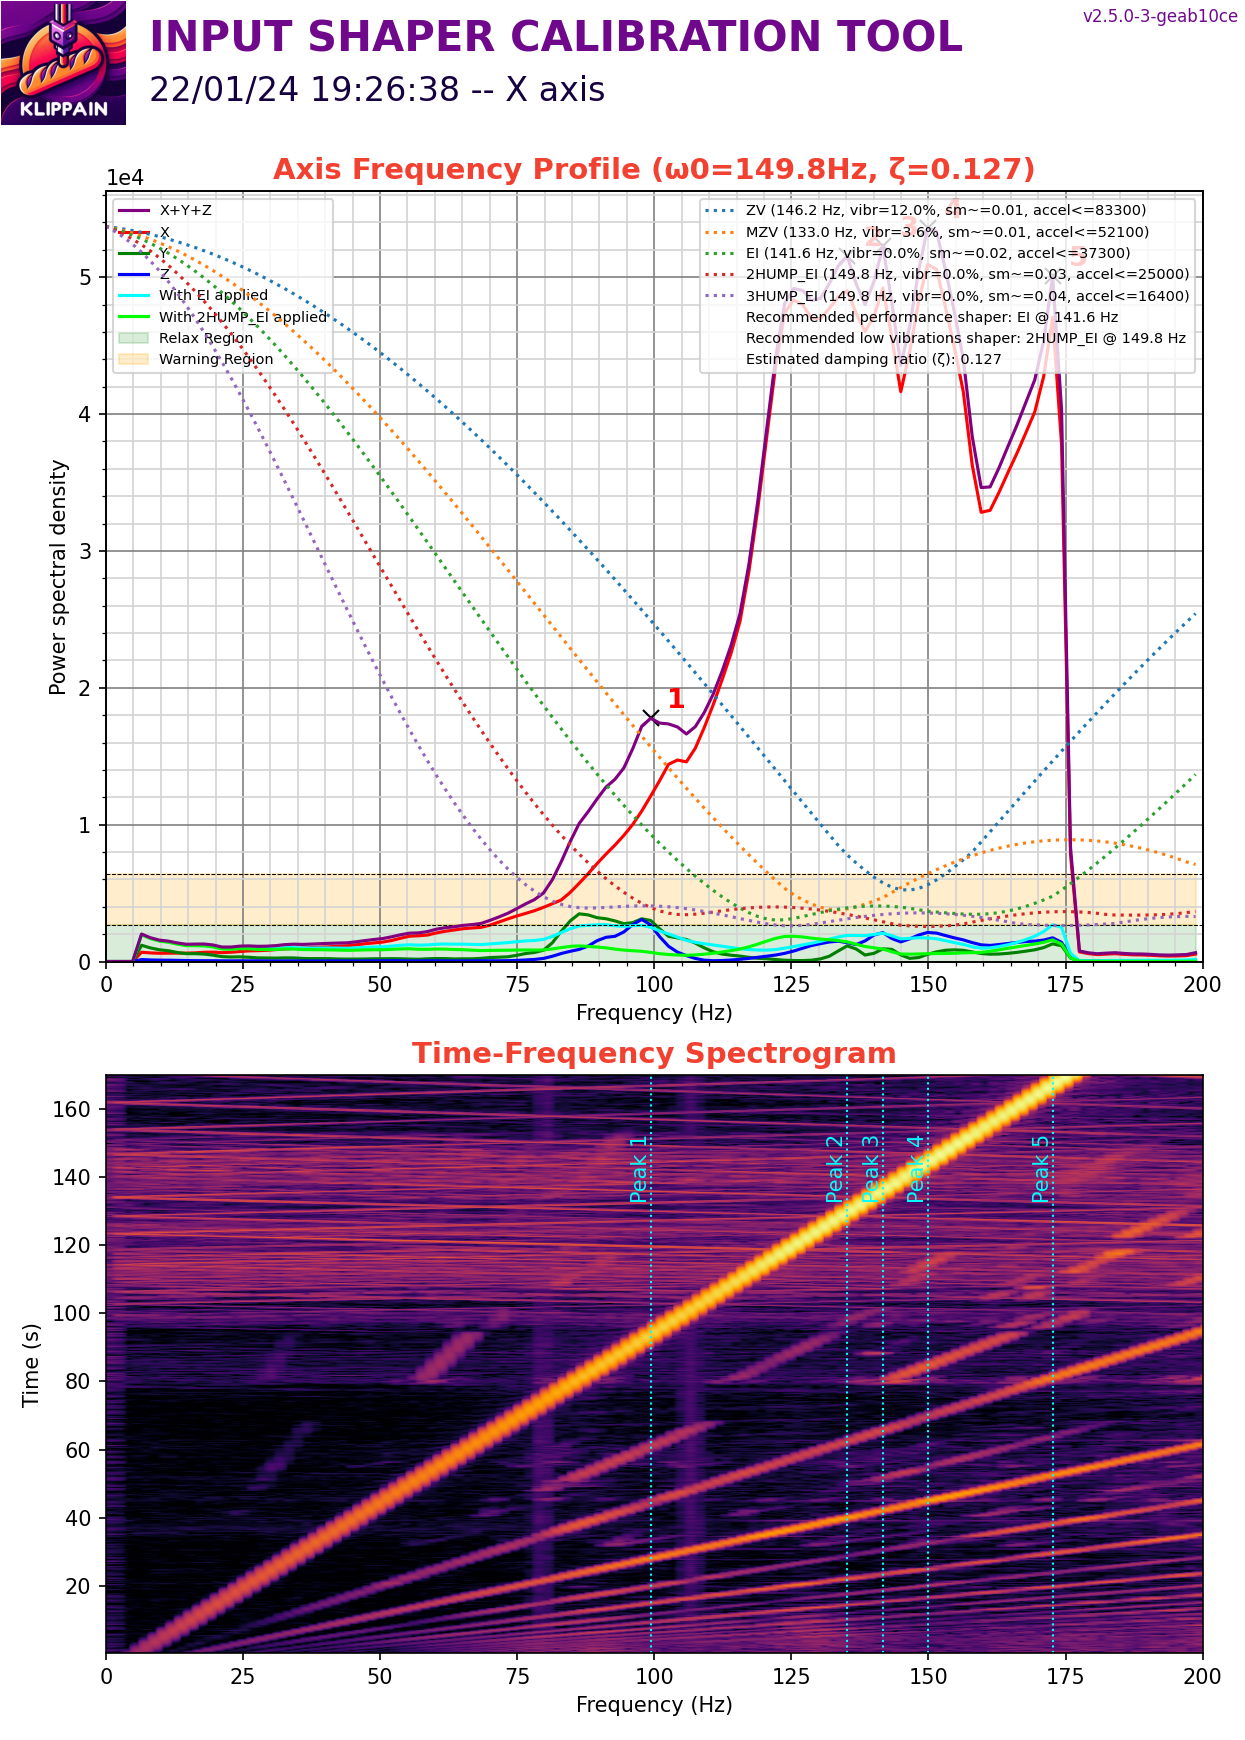 KLIPPAIN
INPUT SHAPER CALIBRATION TOOL
v2.5.0-3-geab10ce
22/01/24 19:26:38 -- X axis
Axis Frequency Profile (ω0=149.8Hz, ζ=0.127)
1e4
X+Y+Z
X
Y
Z
With EI applied
With 2HUMP_EI applied
Relax Region
Warning Region
ZV (146.2 Hz, vibr=12.0%, sm~=0.01, accel<=83300)
MZV (133.0 Hz, vibr=3.6%, sm~=0.01, accel<=52100)
EI (141.6 Hz, vibr=0.0%, sm~=0.02, accel<=37300)
2HUMP_EI (149.8 Hz, vibr=0.0%, sm~=0.03, accel<=25000)
3HUMP_EI (149.8 Hz, vibr=0.0%, sm~=0.04, accel<=16400)
Recommended performance shaper: EI @ 141.6 Hz
Recommended low vibrations shaper: 2HUMP_EI @ 149.8 Hz
Estimated damping ratio (ζ): 0.127
1
2
3
4
5
Power spectral density
5
4
3
2
1
0
0 25 50 75 100 125 150 175 200
Frequency (Hz)
Time-Frequency Spectrogram
Time (s)
160
140
120
100
80
60
40
20
Peak 1
Peak 2
Peak 3
Peak 4
Peak 5
0 25 50 75 100 125 150 175 200
Frequency (Hz)